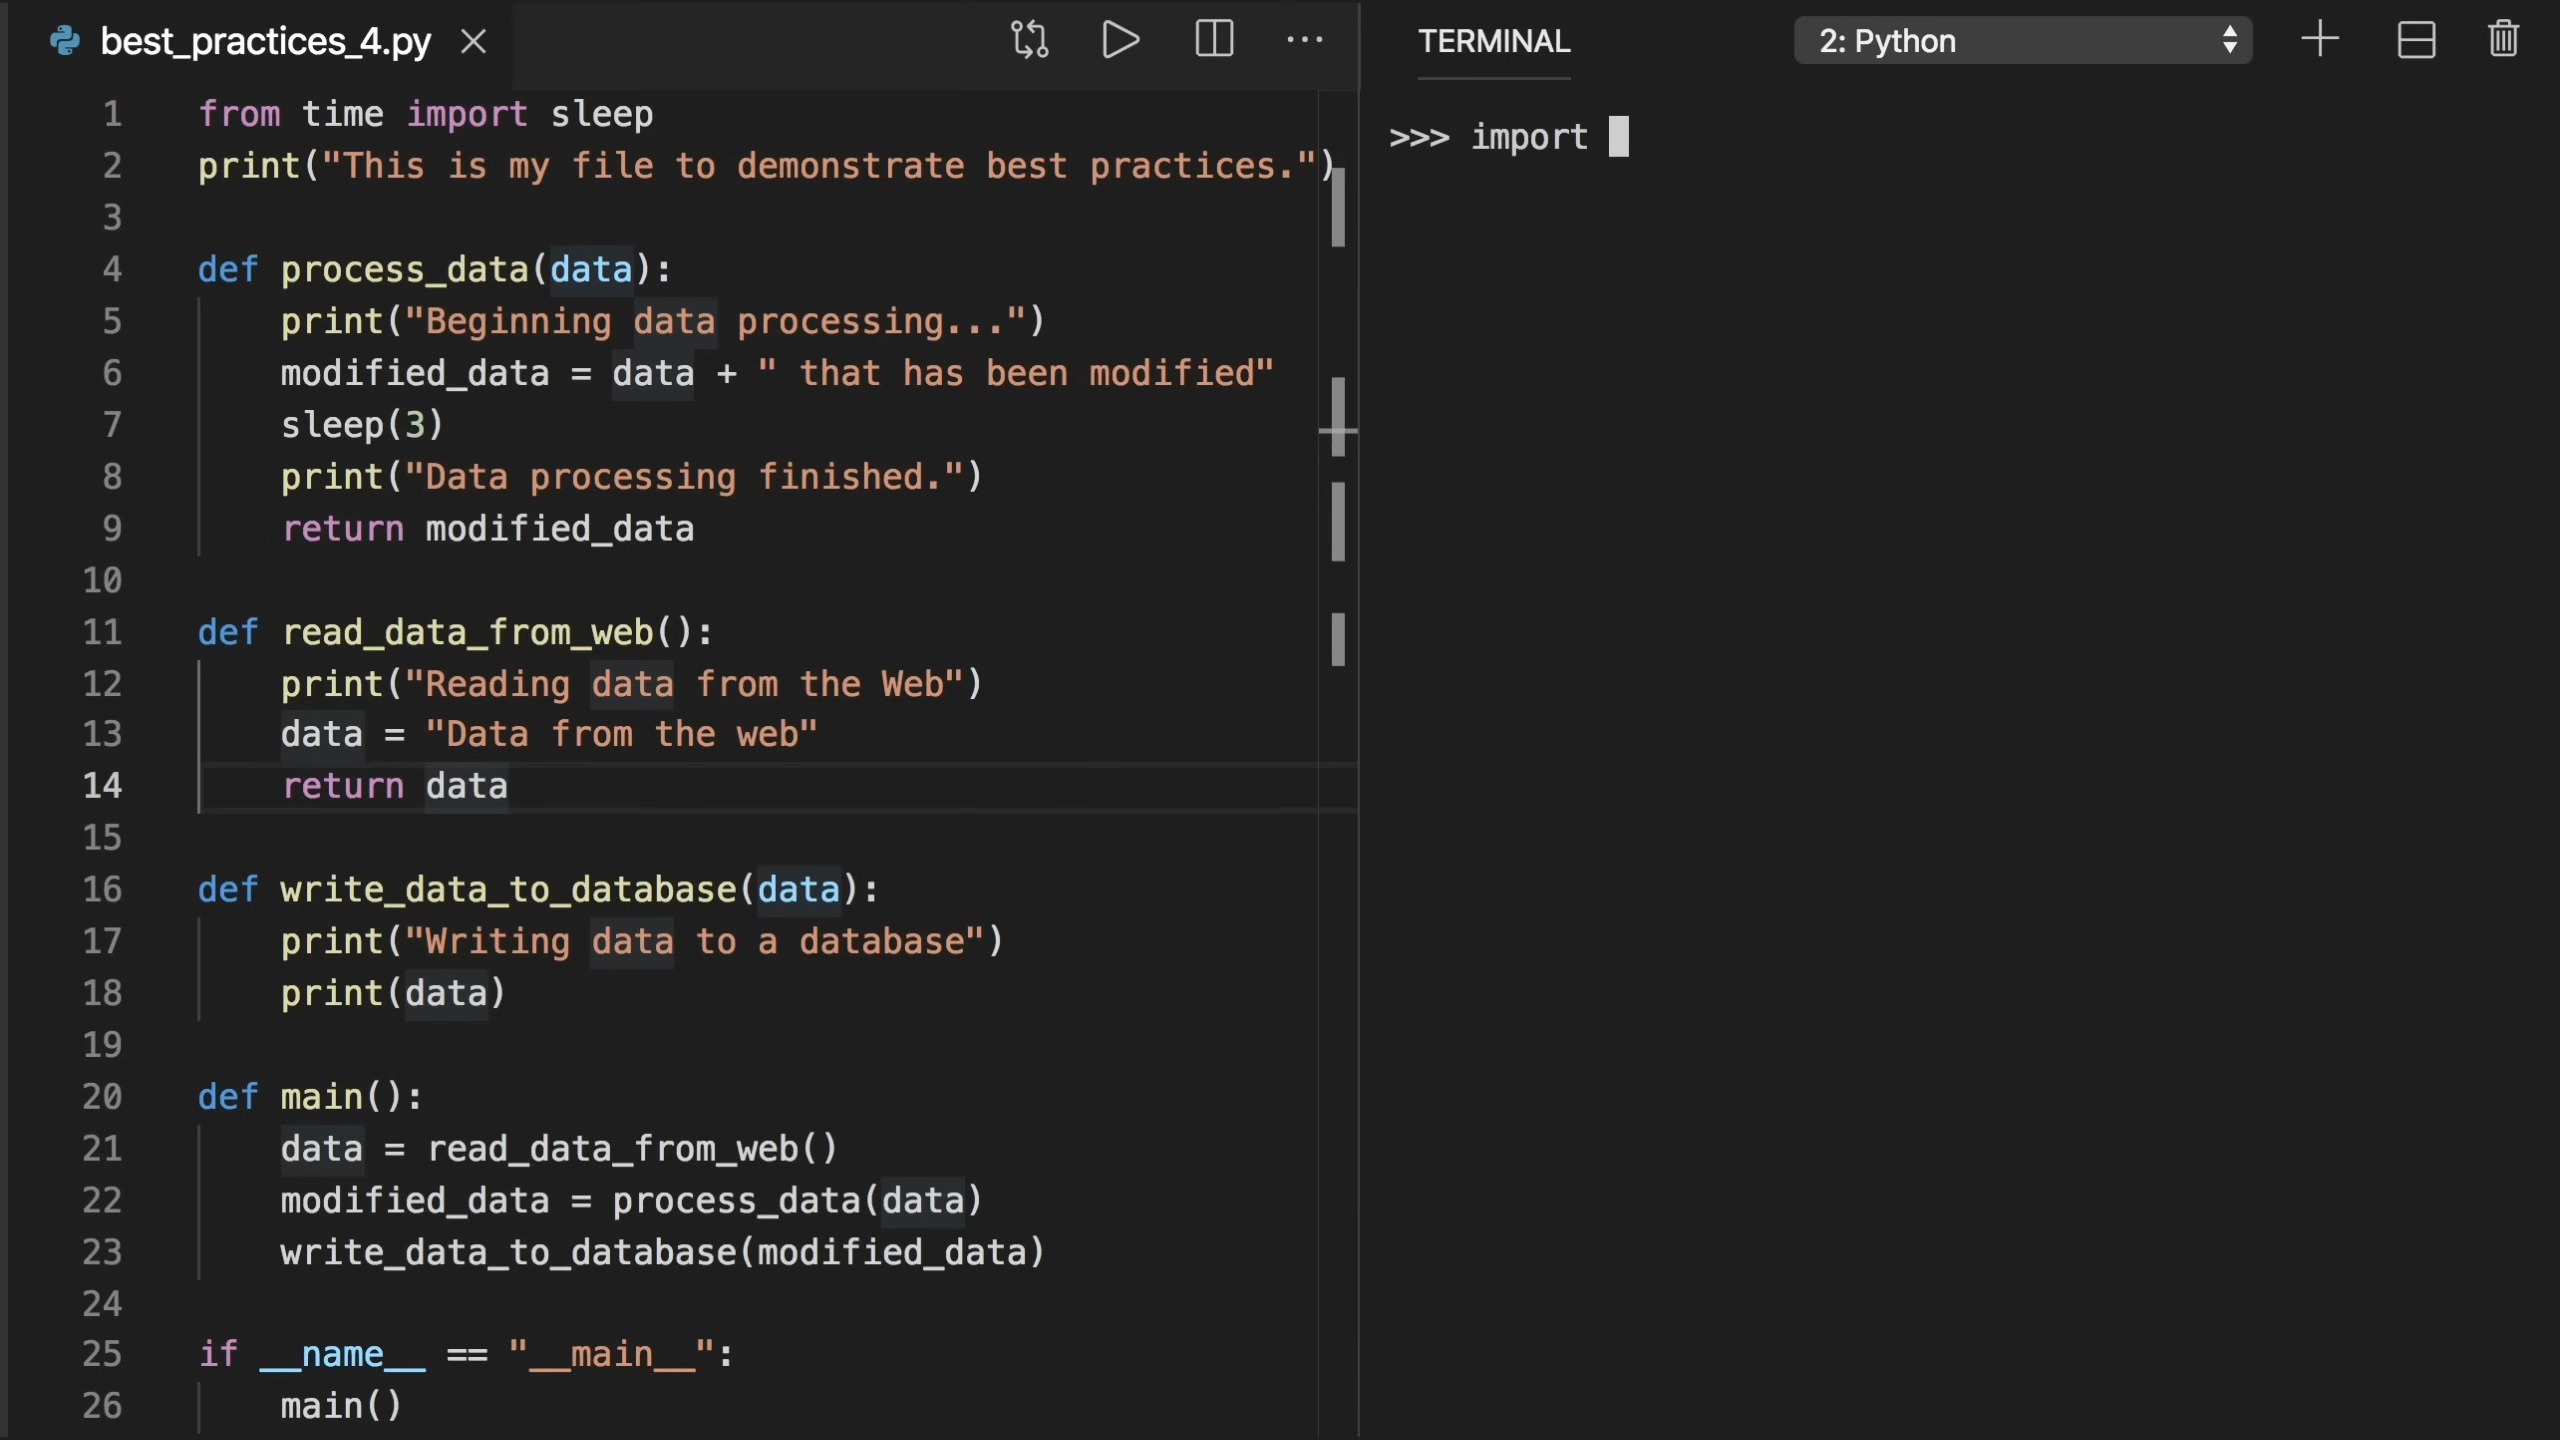 best_practices_4.py
TERMINAL
2: Python
1 from time import sleep
2 print("This is my file to demonstrate best practices.")
3
4 def process_data(data):
5     print("Beginning data processing...")
6     modified_data = data + " that has been modified"
7     sleep(3)
8     print("Data processing finished.")
9     return modified_data
10
11 def read_data_from_web():
12     print("Reading data from the Web")
13     data = "Data from the web"
14     return data
15
16 def write_data_to_database(data):
17     print("Writing data to a database")
18     print(data)
19
20 def main():
21     data = read_data_from_web()
22     modified_data = process_data(data)
23     write_data_to_database(modified_data)
24
25 if __name__ == "__main__":
26     main()
>>> import